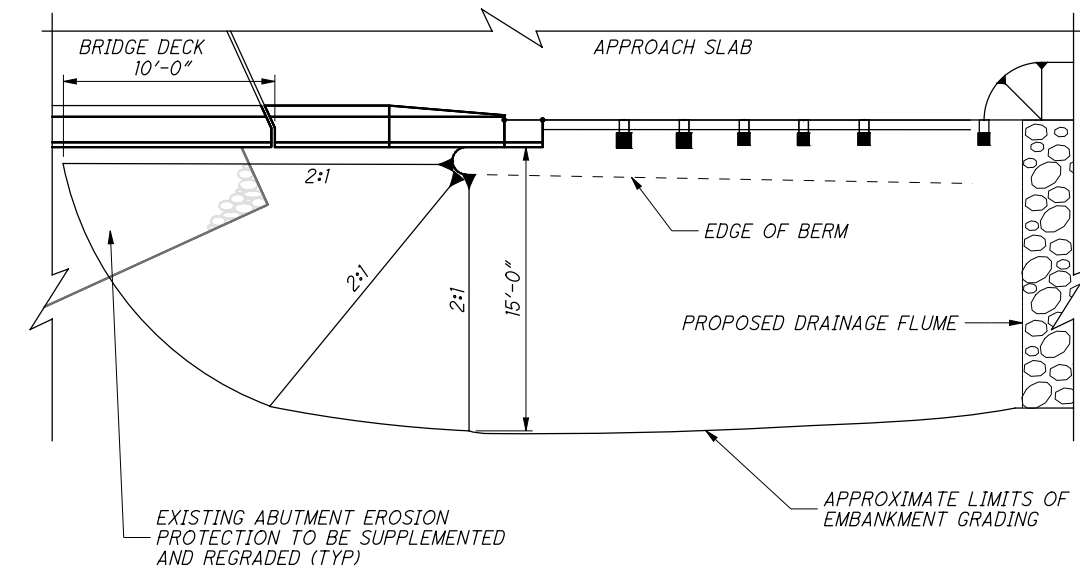 BRIDGE DECK
10'-0"
APPROACH SLAB
2:1
EDGE OF BERM
2:1
2:1
15'-0"
PROPOSED DRAINAGE FLUME
APPROXIMATE LIMITS OF
EMBANKMENT GRADING
EXISTING ABUTMENT EROSION
PROTECTION TO BE SUPPLEMENTED
AND REGRADED (TYP)